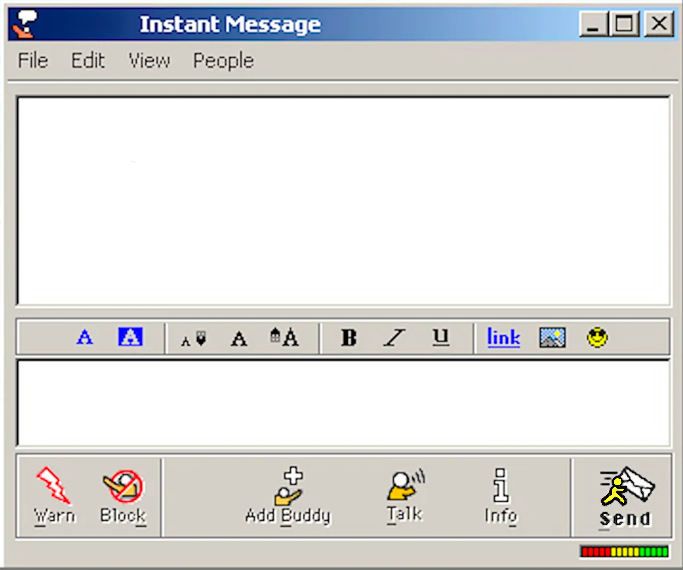 Instant Message
File Edit View People
A A A A A B I U link
Warn Block Add Buddy Talk Info Send